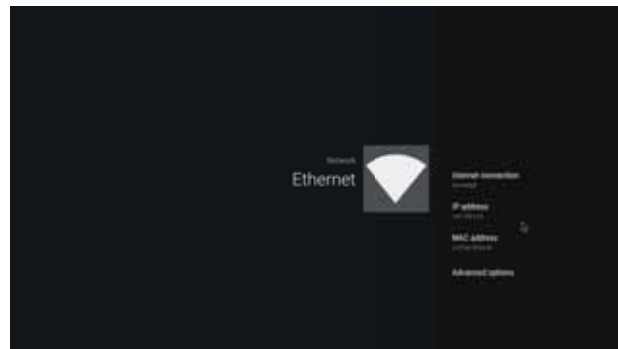 Network
Ethernet
Internet connection
IP address
MAC address
Advanced options